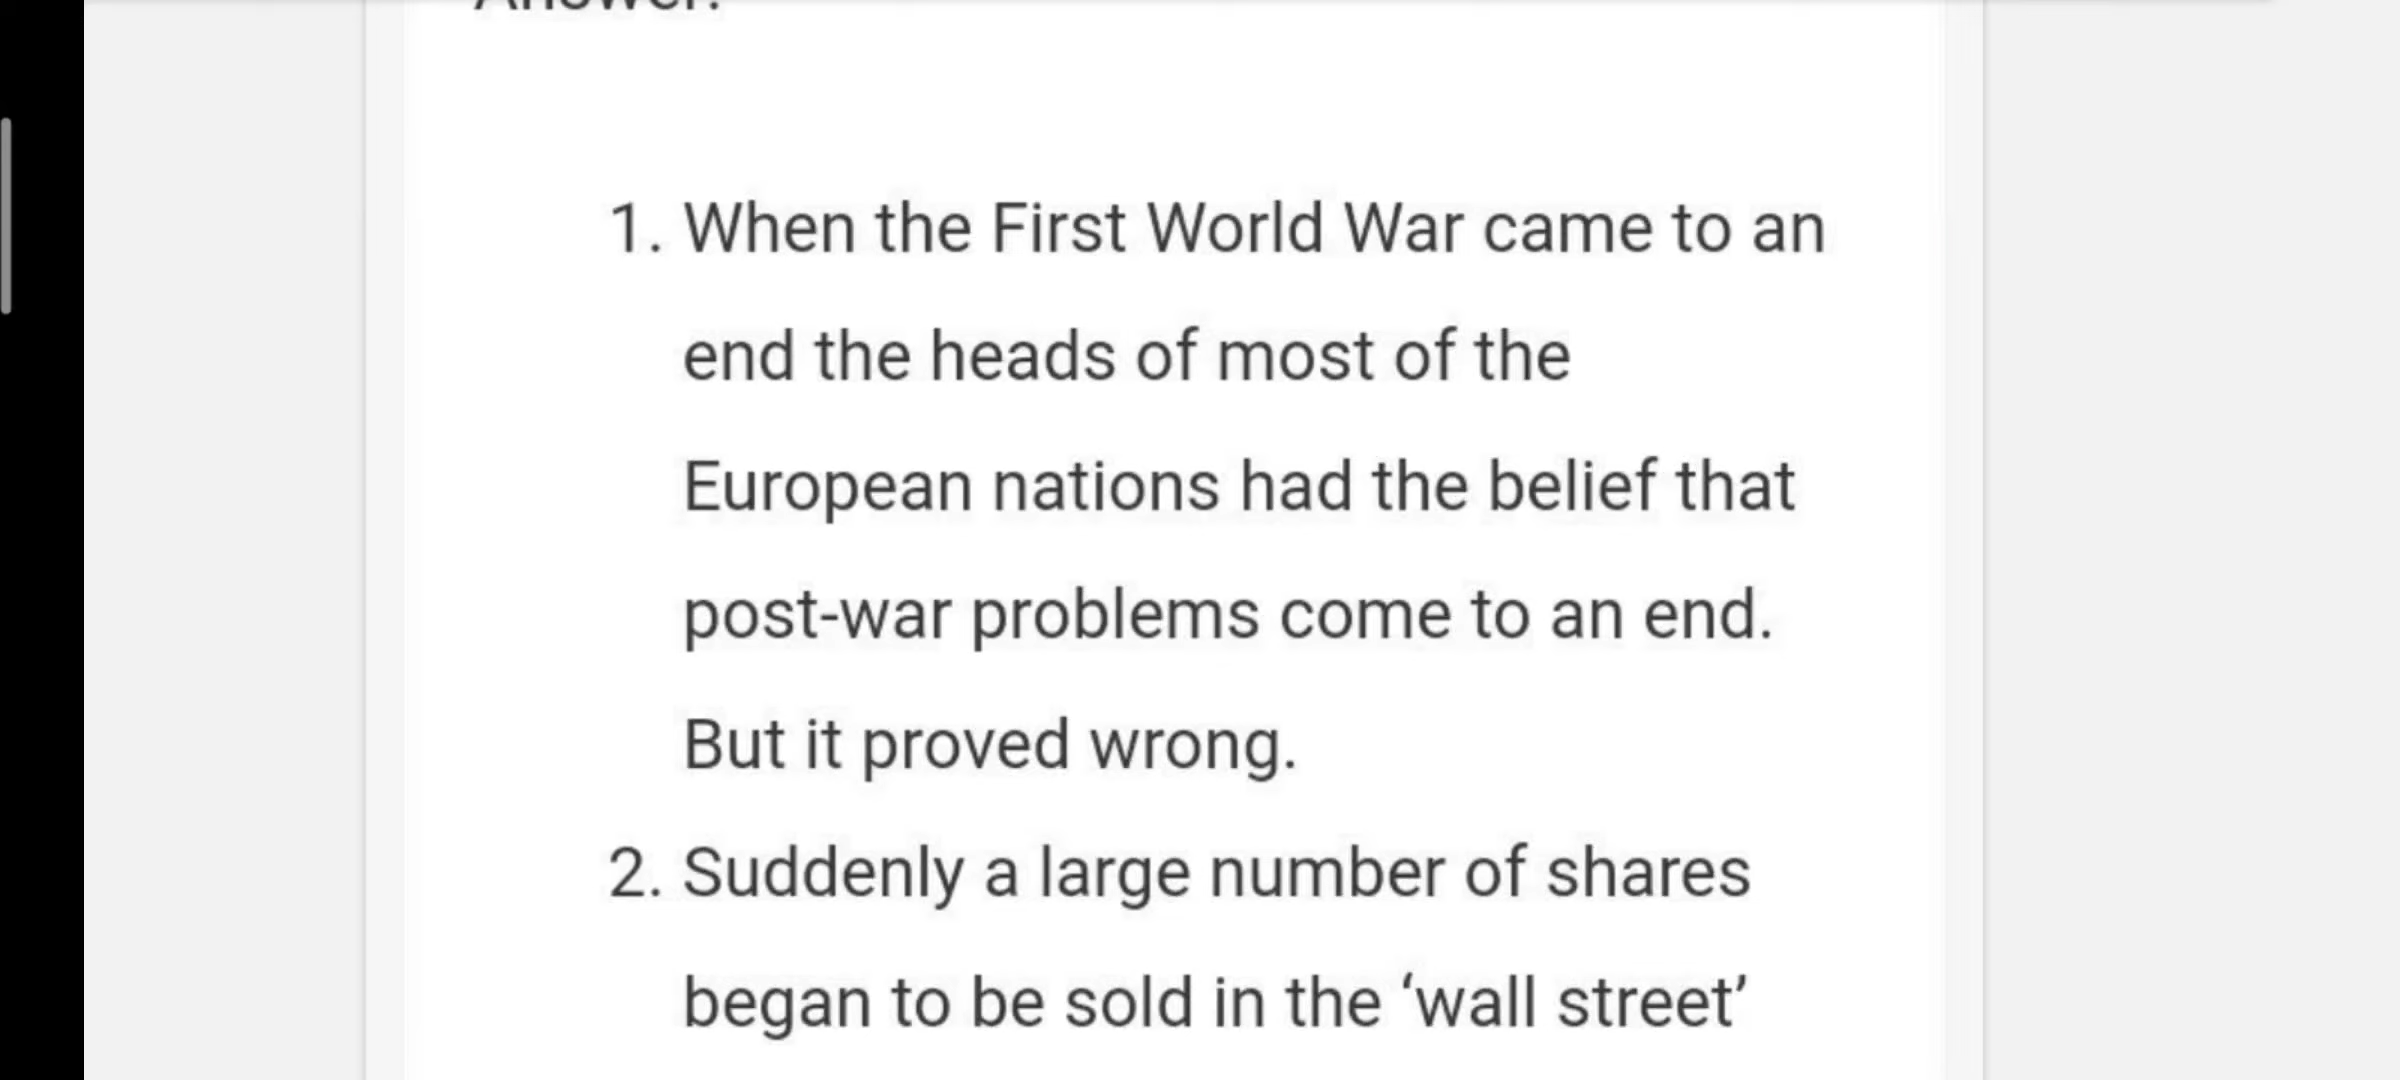 Answer:
1. When the First World War came to an
end the heads of most of the
European nations had the belief that
post-war problems come to an end.
But it proved wrong.
2. Suddenly a large number of shares
began to be sold in the ‘wall street’